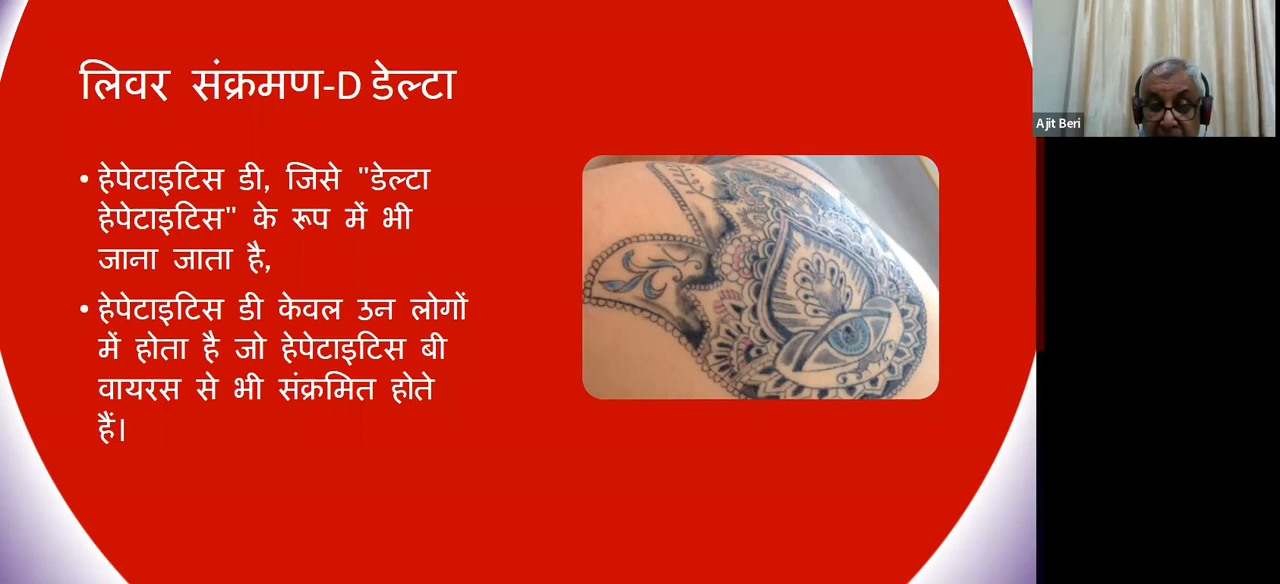 लिवर संक्रमण-D डेल्टा
• हेपेटाइटिस डी, जिसे "डेल्टा
हेपेटाइटिस" के रूप में भी
जाना जाता है,
• हेपेटाइटिस डी केवल उन लोगों
में होता है जो हेपेटाइटिस बी
वायरस से भी संक्रमित होते
हैं।
Ajit Beri